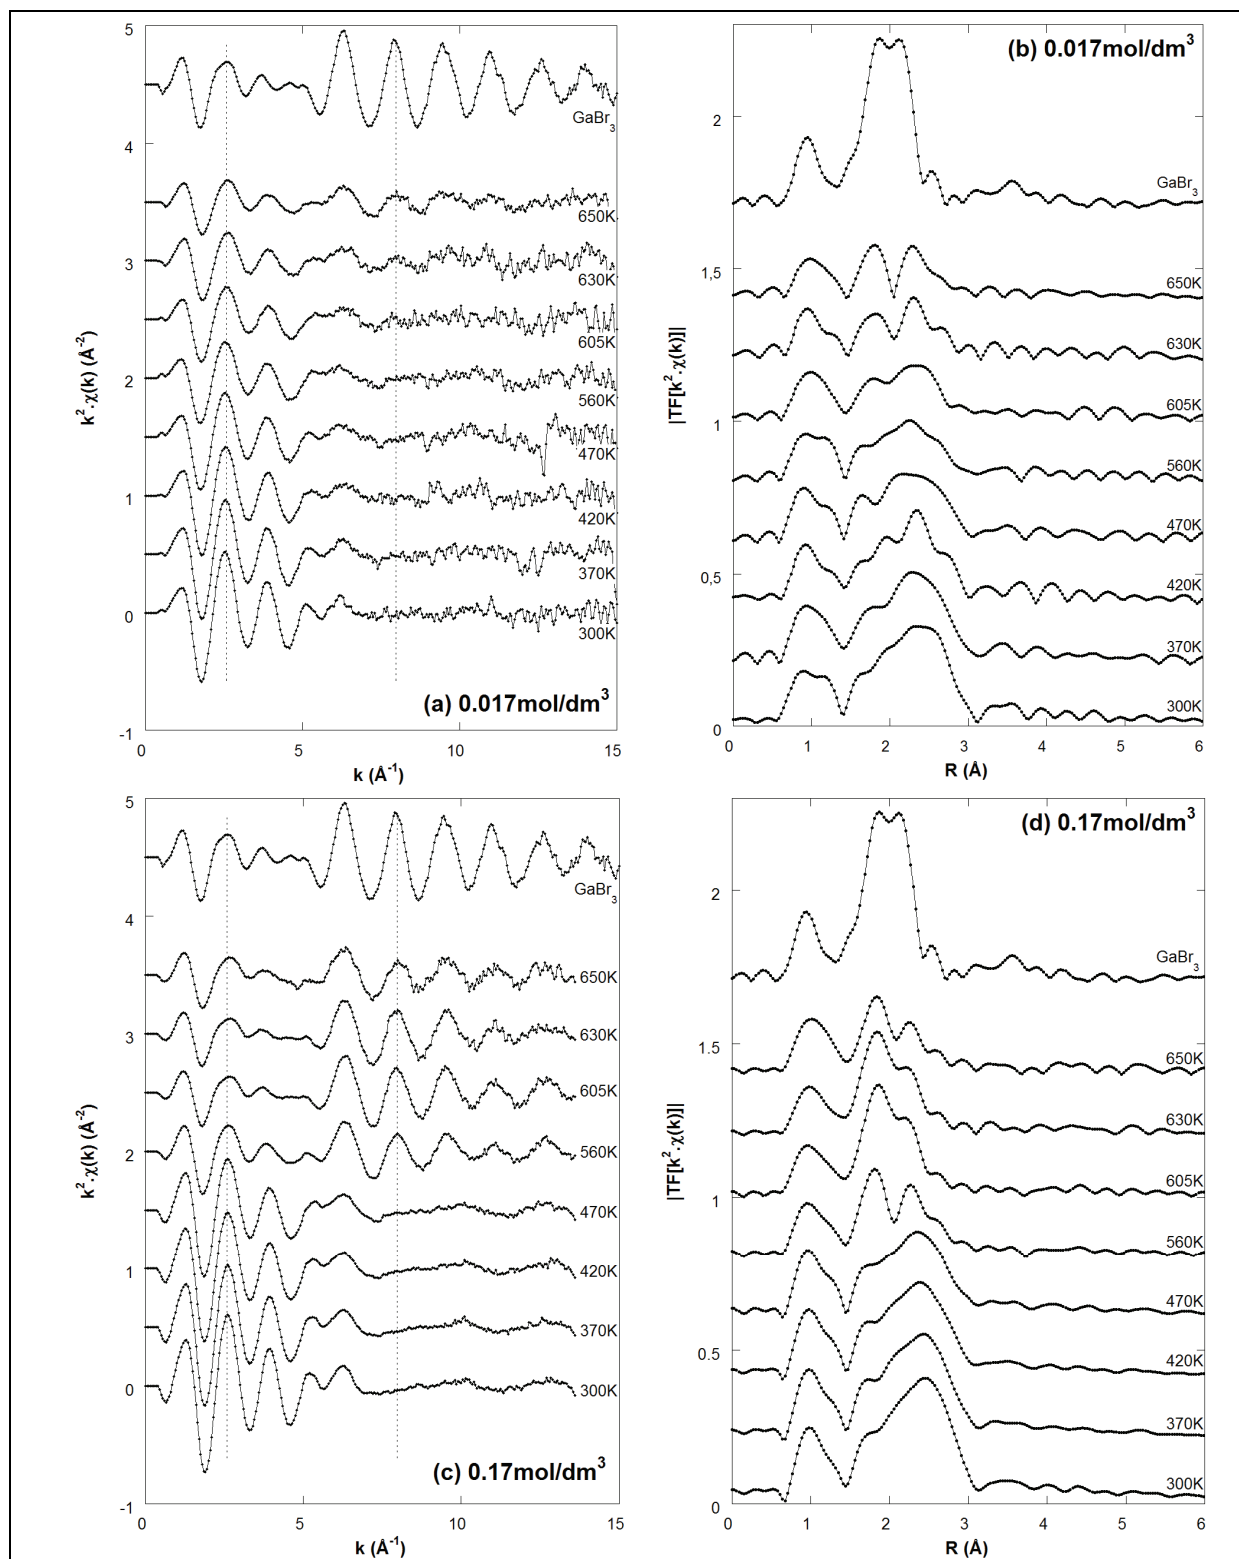 (a) 0.017mol/dm³
k².χ(k) (Å⁻²)
5
4
3
2
1
0
-1
GaBr₃
650K
630K
605K
560K
470K
420K
370K
300K
0
5
10
15
k (Å⁻¹)
(b) 0.017mol/dm³
|TF[k².χ(k)]|
2
1,5
1
0,5
0
GaBr₃
650K
630K
605K
560K
470K
420K
370K
300K
0
1
2
3
4
5
6
R (Å)
(c) 0.17mol/dm³
k².χ(k) (Å⁻²)
5
4
3
2
1
0
-1
GaBr₃
650K
630K
605K
560K
470K
420K
370K
300K
0
5
10
15
k (Å⁻¹)
(d) 0.17mol/dm³
|TF[k².χ(k)]|
2
1.5
1
0.5
0
GaBr₃
650K
630K
605K
560K
470K
420K
370K
300K
0
1
2
3
4
5
6
R (Å)